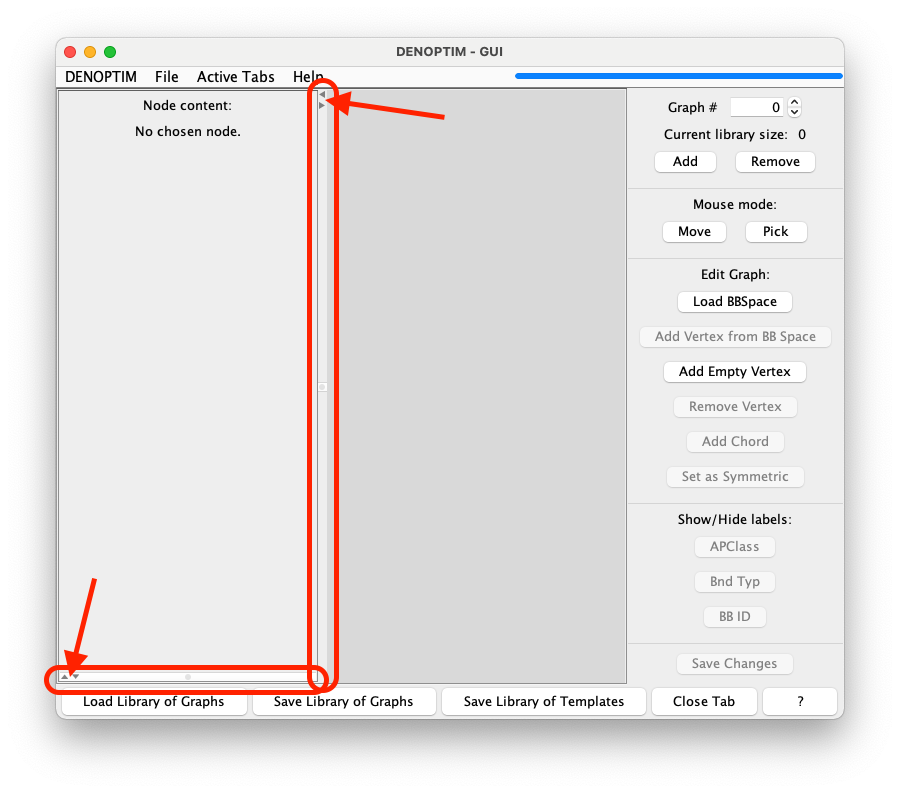 DENOPTIM - GUI
DENOPTIM File Active Tabs Help
Node content:
No chosen node.
Graph # 0
Current library size: 0
Add Remove
Mouse mode:
Move Pick
Edit Graph:
Load BBSpace
Add Vertex from BB Space
Add Empty Vertex
Remove Vertex
Add Chord
Set as Symmetric
Show/Hide labels:
APClass
Bnd Typ
BB ID
Save Changes
Load Library of Graphs Save Library of Graphs Save Library of Templates Close Tab ?